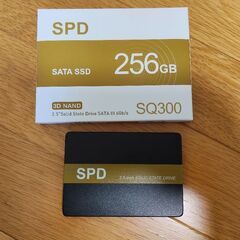 SPD
SATA SSD
256GB
3D NAND
2.5"Solid State Drive SATA III 6Gb/s
SQ300
SPD
2.5inch SOLID STATE DRIVE